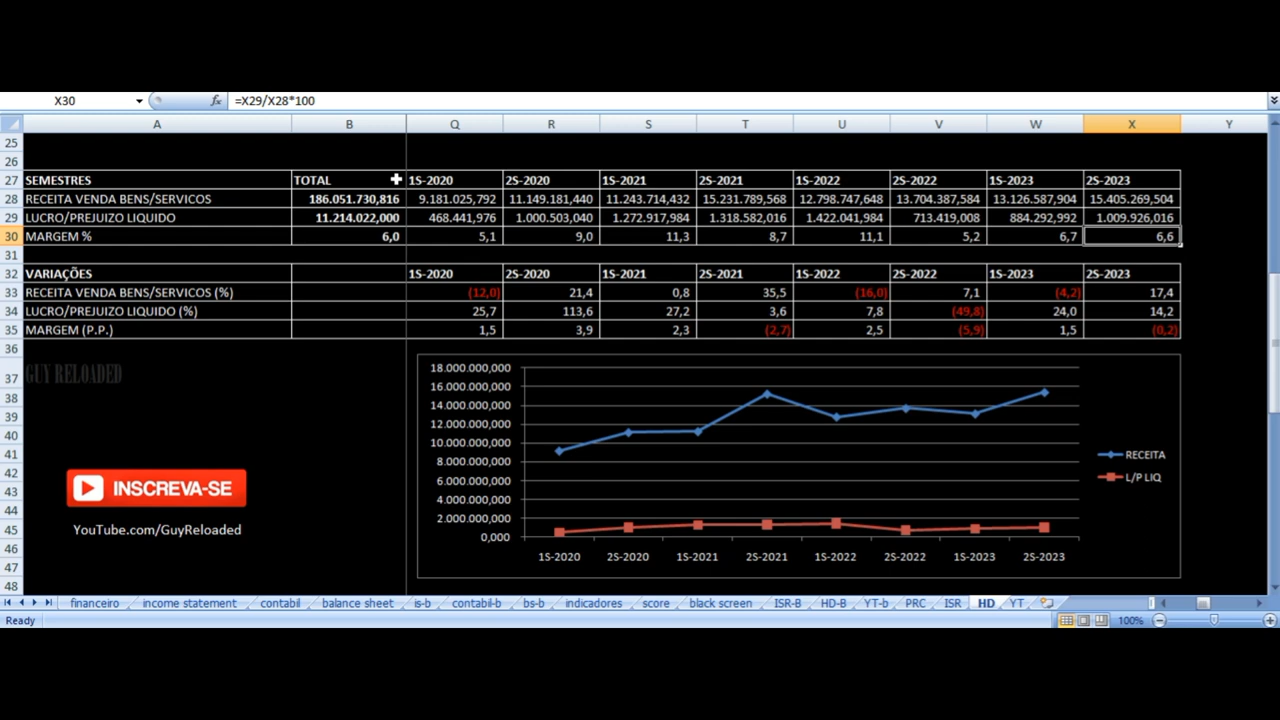 X30 =X29/X28*100
A B Q R S T U V W X Y
25
26
27 SEMESTRES TOTAL 1S-2020 2S-2020 1S-2021 2S-2021 1S-2022 2S-2022 1S-2023 2S-2023
28 RECEITA VENDA BENS/SERVICOS 186.051.730,816 9.181.025,792 11.149.181,440 11.243.714,432 15.231.789,568 12.798.747,648 13.704.387,584 13.126.587,904 15.405.269,504
29 LUCRO/PREJUIZO LIQUIDO 11.214.022,000 468.441,976 1.000.503,040 1.272.917,984 1.318.582,016 1.422.041,984 713.419,008 884.292,992 1.009.926,016
30 MARGEM % 6,0 5,1 9,0 11,3 8,7 11,1 5,2 6,7 6,6
31
32 VARIAÇÕES 1S-2020 2S-2020 1S-2021 2S-2021 1S-2022 2S-2022 1S-2023 2S-2023
33 RECEITA VENDA BENS/SERVICOS (%) (12,0) 21,4 0,8 35,5 (16,0) 7,1 (4,2) 17,4
34 LUCRO/PREJUIZO LIQUIDO (%) 25,7 113,6 27,2 3,6 7,8 (49,8) 24,0 14,2
35 MARGEM (P.P.) 1,5 3,9 2,3 (2,7) 2,5 (5,9) 1,5 (0,2)
36
37 GUY RELOADED
38
39
40
41
42
43
44
45
46
47
48
INSCREVA-SE
YouTube.com/GuyReloaded
18.000.000,000
16.000.000,000
14.000.000,000
12.000.000,000
10.000.000,000
8.000.000,000
6.000.000,000
4.000.000,000
2.000.000,000
0,000
1S-2020 2S-2020 1S-2021 2S-2021 1S-2022 2S-2022 1S-2023 2S-2023
RECEITA
L/P LIQ
financeiro income statement contabil balance sheet is-b contabil-b bs-b indicadores score black screen ISR-B HD-B YT-b PRC ISR HD YT
Ready 100%